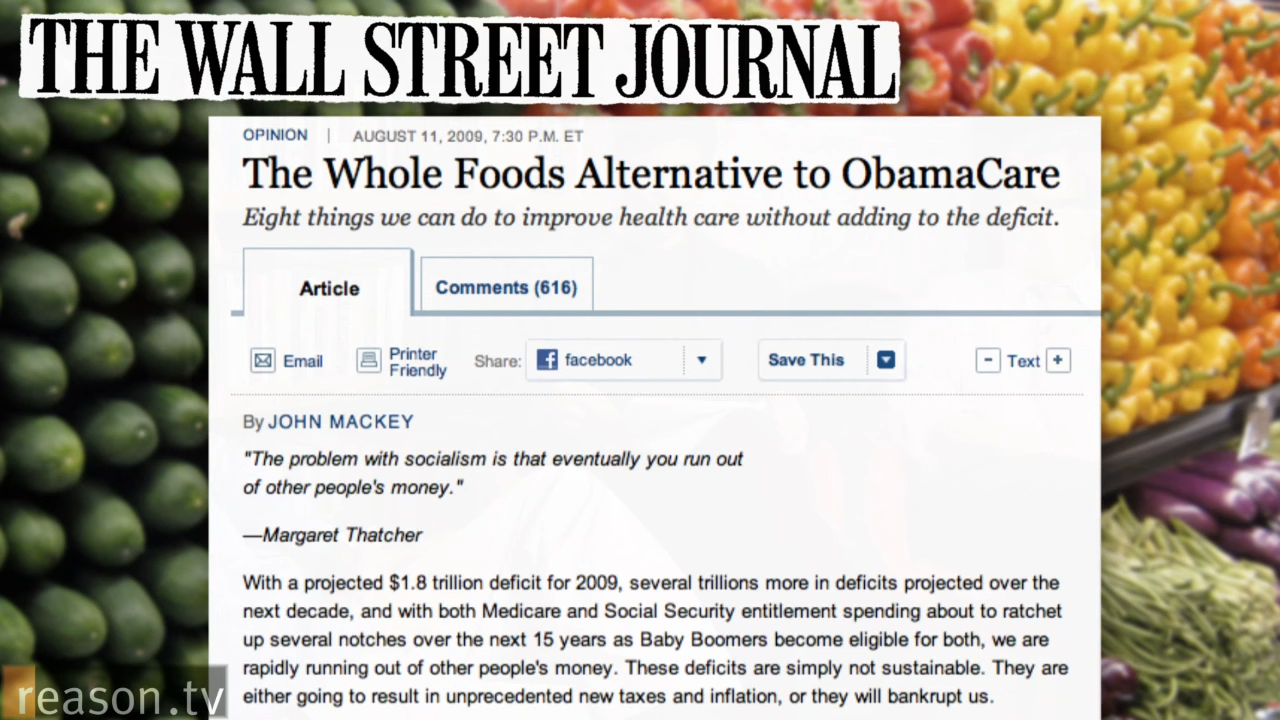 THE WALL STREET JOURNAL
OPINION | AUGUST 11, 2009, 7:30 P.M. ET
The Whole Foods Alternative to ObamaCare
Eight things we can do to improve health care without adding to the deficit.
Article Comments (616)
Email Printer Friendly Share: facebook Save This - Text +
By JOHN MACKEY
"The problem with socialism is that eventually you run out
of other people's money."
—Margaret Thatcher
With a projected $1.8 trillion deficit for 2009, several trillions more in deficits projected over the
next decade, and with both Medicare and Social Security entitlement spending about to ratchet
up several notches over the next 15 years as Baby Boomers become eligible for both, we are
rapidly running out of other people's money. These deficits are simply not sustainable. They are
either going to result in unprecedented new taxes and inflation, or they will bankrupt us.
reason.tv